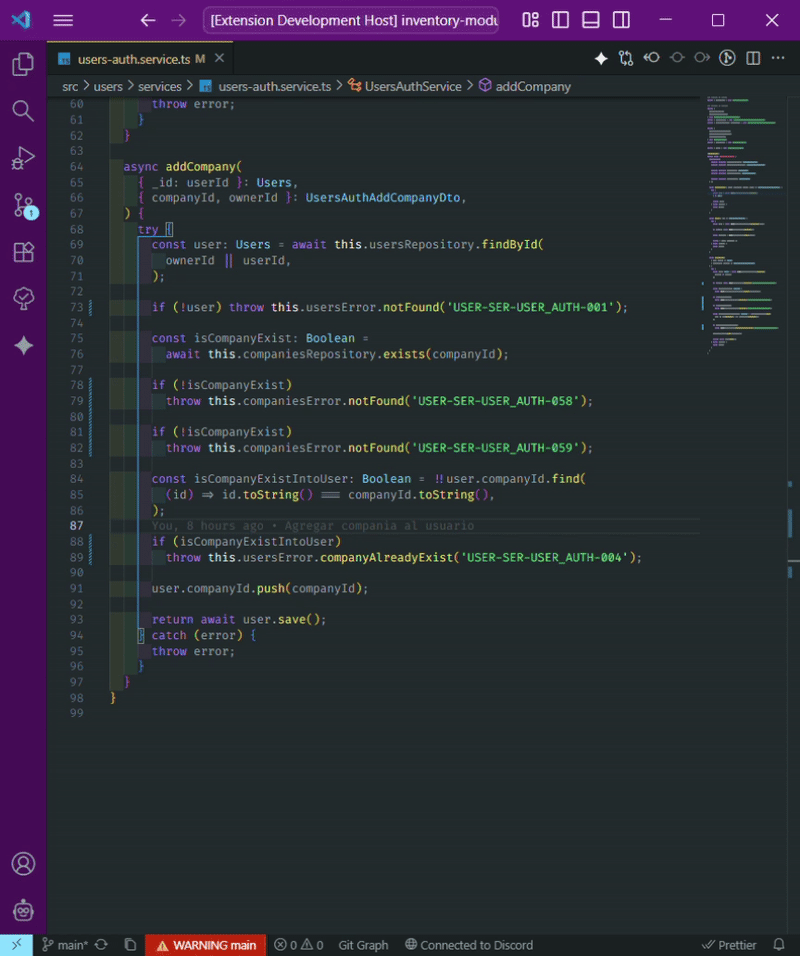 [Extension Development Host] inventory-modu
users-auth.service.ts M
src > users > services > users-auth.service.ts > UsersAuthService > addCompany
60 throw error;
61 }
62 }
63
64 async addCompany(
65 { _id: userId }: Users,
66 { companyId, ownerId }: UsersAuthAddCompanyDto,
67 ) {
68 try {
69 const user: Users = await this.usersRepository.findById(
70 ownerId || userId,
71 );
72
73 if (!user) throw this.usersError.notFound('USER-SER-USER_AUTH-001');
74
75 const isCompanyExist: Boolean =
76 await this.companiesRepository.exists(companyId);
77
78 if (!isCompanyExist)
79 throw this.companiesError.notFound('USER-SER-USER_AUTH-058');
80
81 if (!isCompanyExist)
82 throw this.companiesError.notFound('USER-SER-USER_AUTH-059');
83
84 const isCompanyExistIntoUser: Boolean = !!user.companyId.find(
85 (id) => id.toString() === companyId.toString(),
86 );
87 You, 8 hours ago • Agregar compania al usuario
88 if (isCompanyExistIntoUser)
89 throw this.usersError.companyAlreadyExist('USER-SER-USER_AUTH-004');
90
91 user.companyId.push(companyId);
92
93 return await user.save();
94 } catch (error) {
95 throw error;
96 }
97 }
98 }
99
1
main* WARNING main 0 0 Git Graph Connected to Discord Prettier